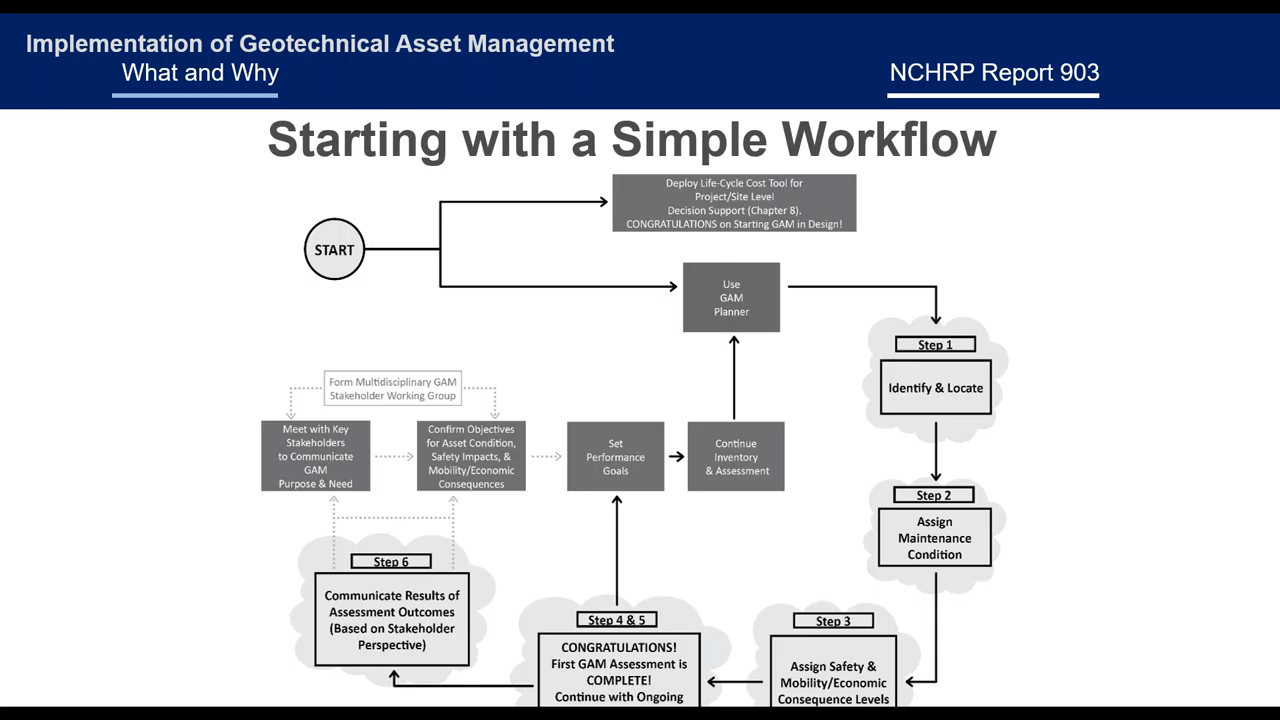 Implementation of Geotechnical Asset Management
What and Why
NCHRP Report 903
Starting with a Simple Workflow
Deploy Life-Cycle Cost Tool for
Project/Site Level
Decision Support (Chapter 8).
CONGRATULATIONS on Starting GAM in Design!
START
Use
GAM
Planner
Step 1
Identify & Locate
Form Multidisciplinary GAM
Stakeholder Working Group
Meet with Key
Stakeholders
to Communicate
GAM
Purpose & Need
Confirm Objectives
for Asset Condition,
Safety Impacts, &
Mobility/Economic
Consequences
Set
Performance
Goals
Continue
Inventory
& Assessment
Step 2
Assign
Maintenance
Condition
Step 6
Communicate Results of
Assessment Outcomes
(Based on Stakeholder
Perspective)
Step 4 & 5
CONGRATULATIONS!
First GAM Assessment is
COMPLETE!
Continue with Ongoing
Step 3
Assign Safety &
Mobility/Economic
Consequence Levels